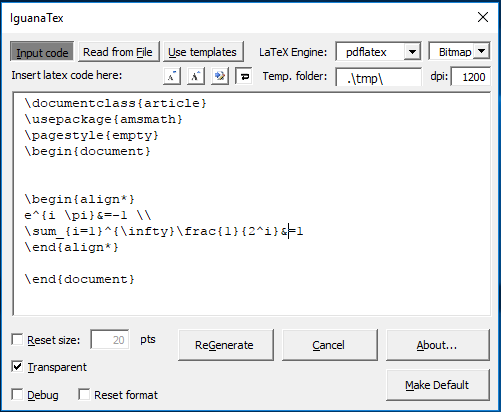 IguanaTex
Input code Read from File Use templates LaTeX Engine: pdflatex Bitmap
Insert latex code here: A A Temp. folder: .\tmp\ dpi: 1200
\documentclass{article}
\usepackage{amsmath}
\pagestyle{empty}
\begin{document}
\begin{align*}
e^{i \pi}&=-1 \\
\sum_{i=1}^{\infty}\frac{1}{2^i}&=1
\end{align*}
\end{document}
Reset size: 20 pts ReGenerate Cancel About...
Transparent
Make Default
Debug Reset format